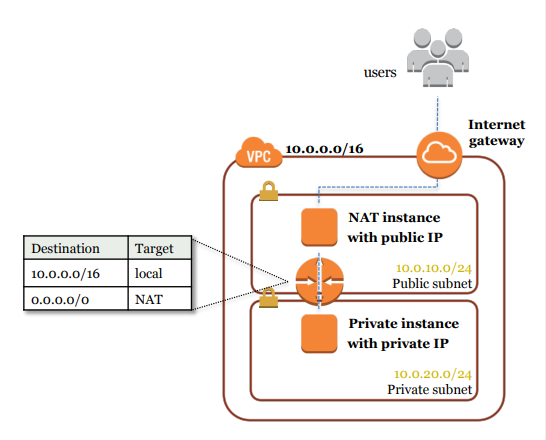 users
Internet
gateway
VPC
10.0.0.0/16
NAT instance
with public IP
10.0.10.0/24
Public subnet
Destination Target
10.0.0.0/16 local
0.0.0.0/0 NAT
Private instance
with private IP
10.0.20.0/24
Private subnet